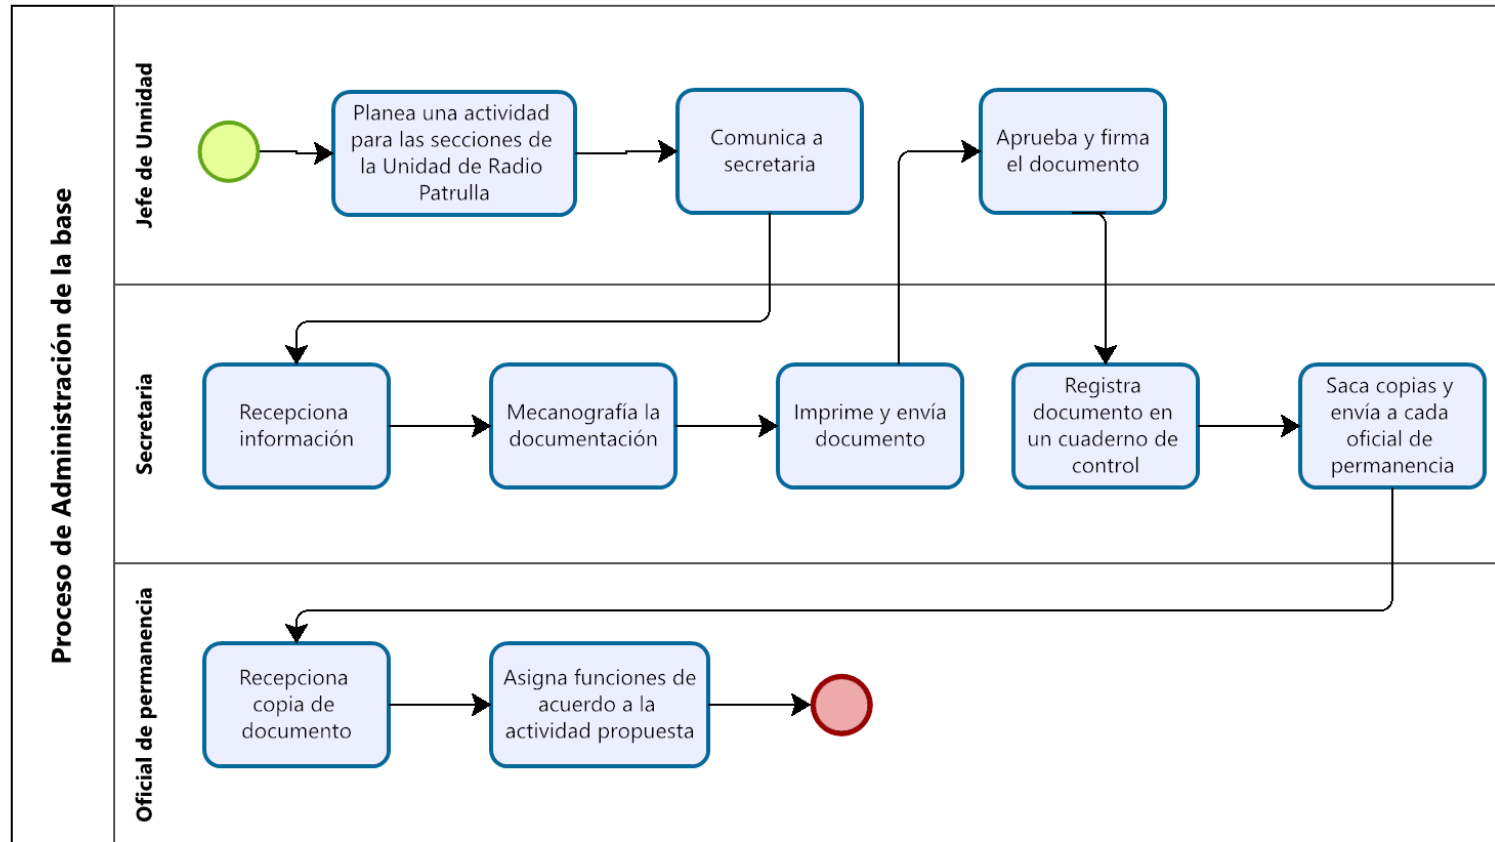 Proceso de Administración de la base
Jefe de Unnidad
Planea una actividad
para las secciones de
la Unidad de Radio
Patrulla
Comunica a
secretaria
Aprueba y firma
el documento
Secretaria
Recepciona
información
Mecanografía la
documentación
Imprime y envía
documento
Registra
documento en
un cuaderno de
control
Saca copias y
envía a cada
oficial de
permanencia
Oficial de permanencia
Recepciona
copia de
documento
Asigna funciones de
acuerdo a la
actividad propuesta